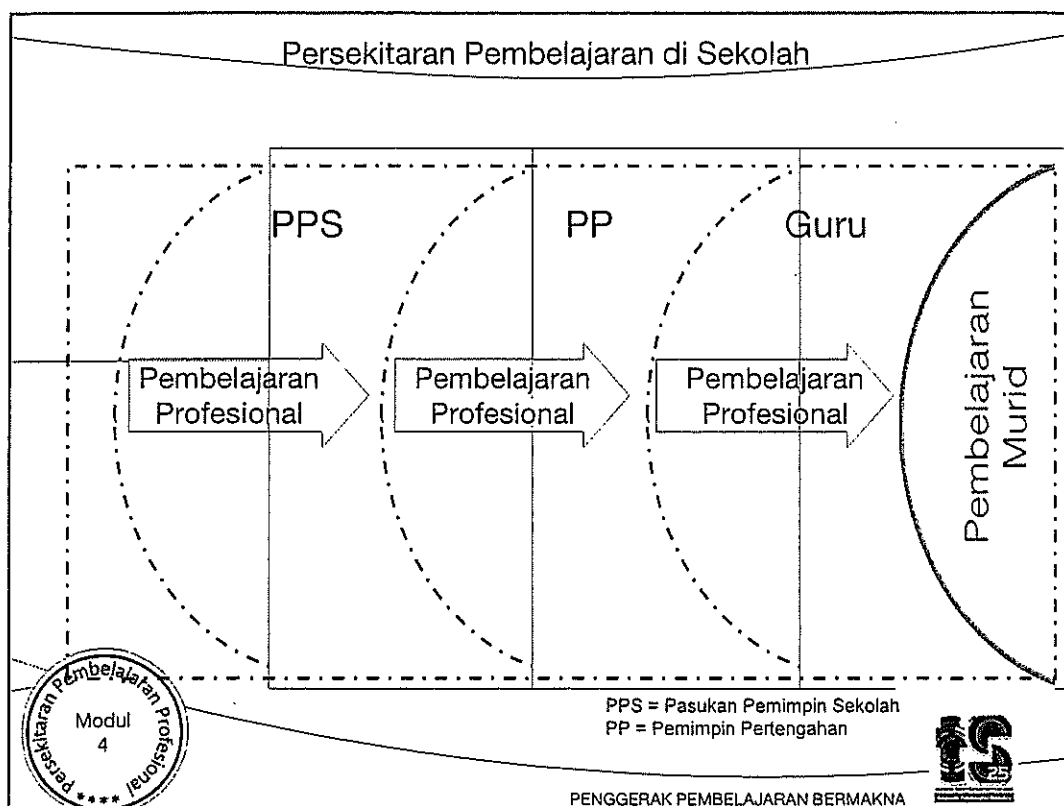 Persekitaran Pembelajaran di Sekolah
PPS
PP
Guru
Pembelajaran
Profesional
Pembelajaran
Profesional
Pembelajaran
Profesional
Pembelajaran
Murid
Persekitaran Pembelajaran Profesional
Modul
4
PPS = Pasukan Pemimpin Sekolah
PP = Pemimpin Pertengahan
PENGGERAK PEMBELAJARAN BERMAKNA